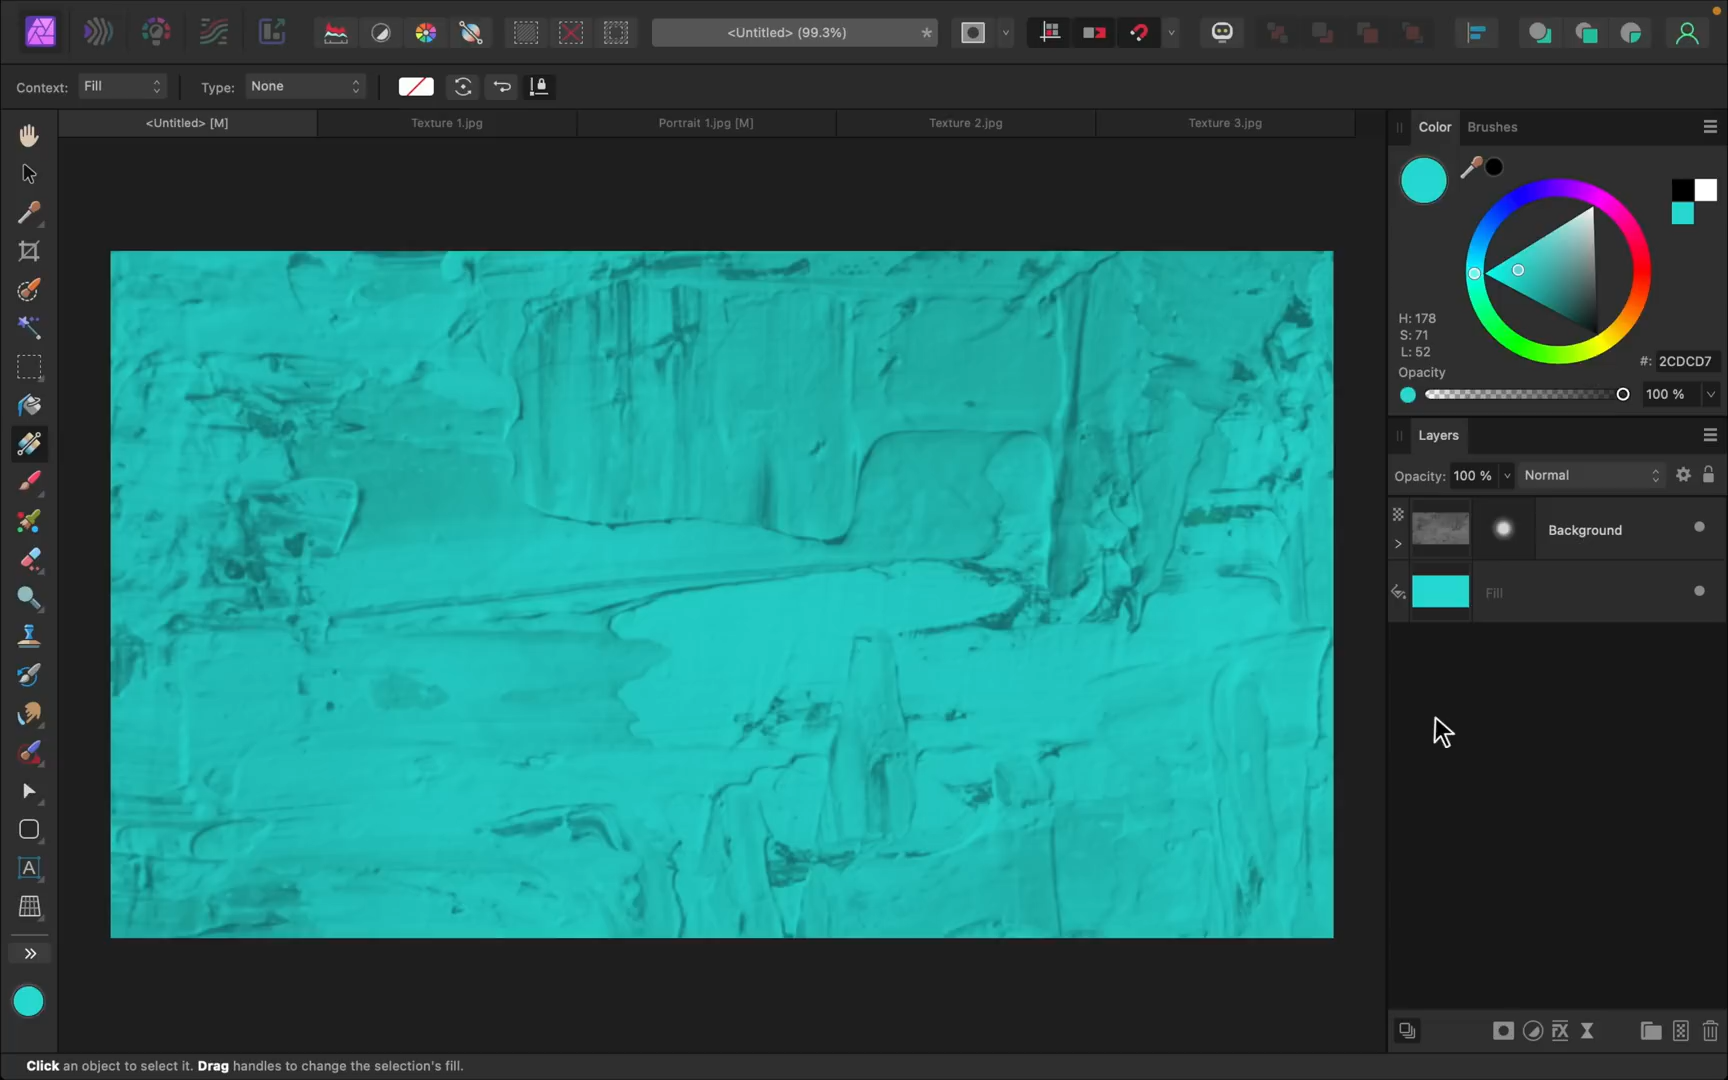 <Untitled> (99.3%)
*
Context: Fill
Type: None
<Untitled> [M]
Texture 1.jpg
Portrait 1.jpg [M]
Texture 2.jpg
Texture 3.jpg
Color
Brushes
H: 178
S: 71
L: 52
#: 2CDCD7
Opacity
100 %
Layers
Opacity: 100 %
Normal
Background
Fill
FX
A
Click an object to select it. Drag handles to change the selection's fill.